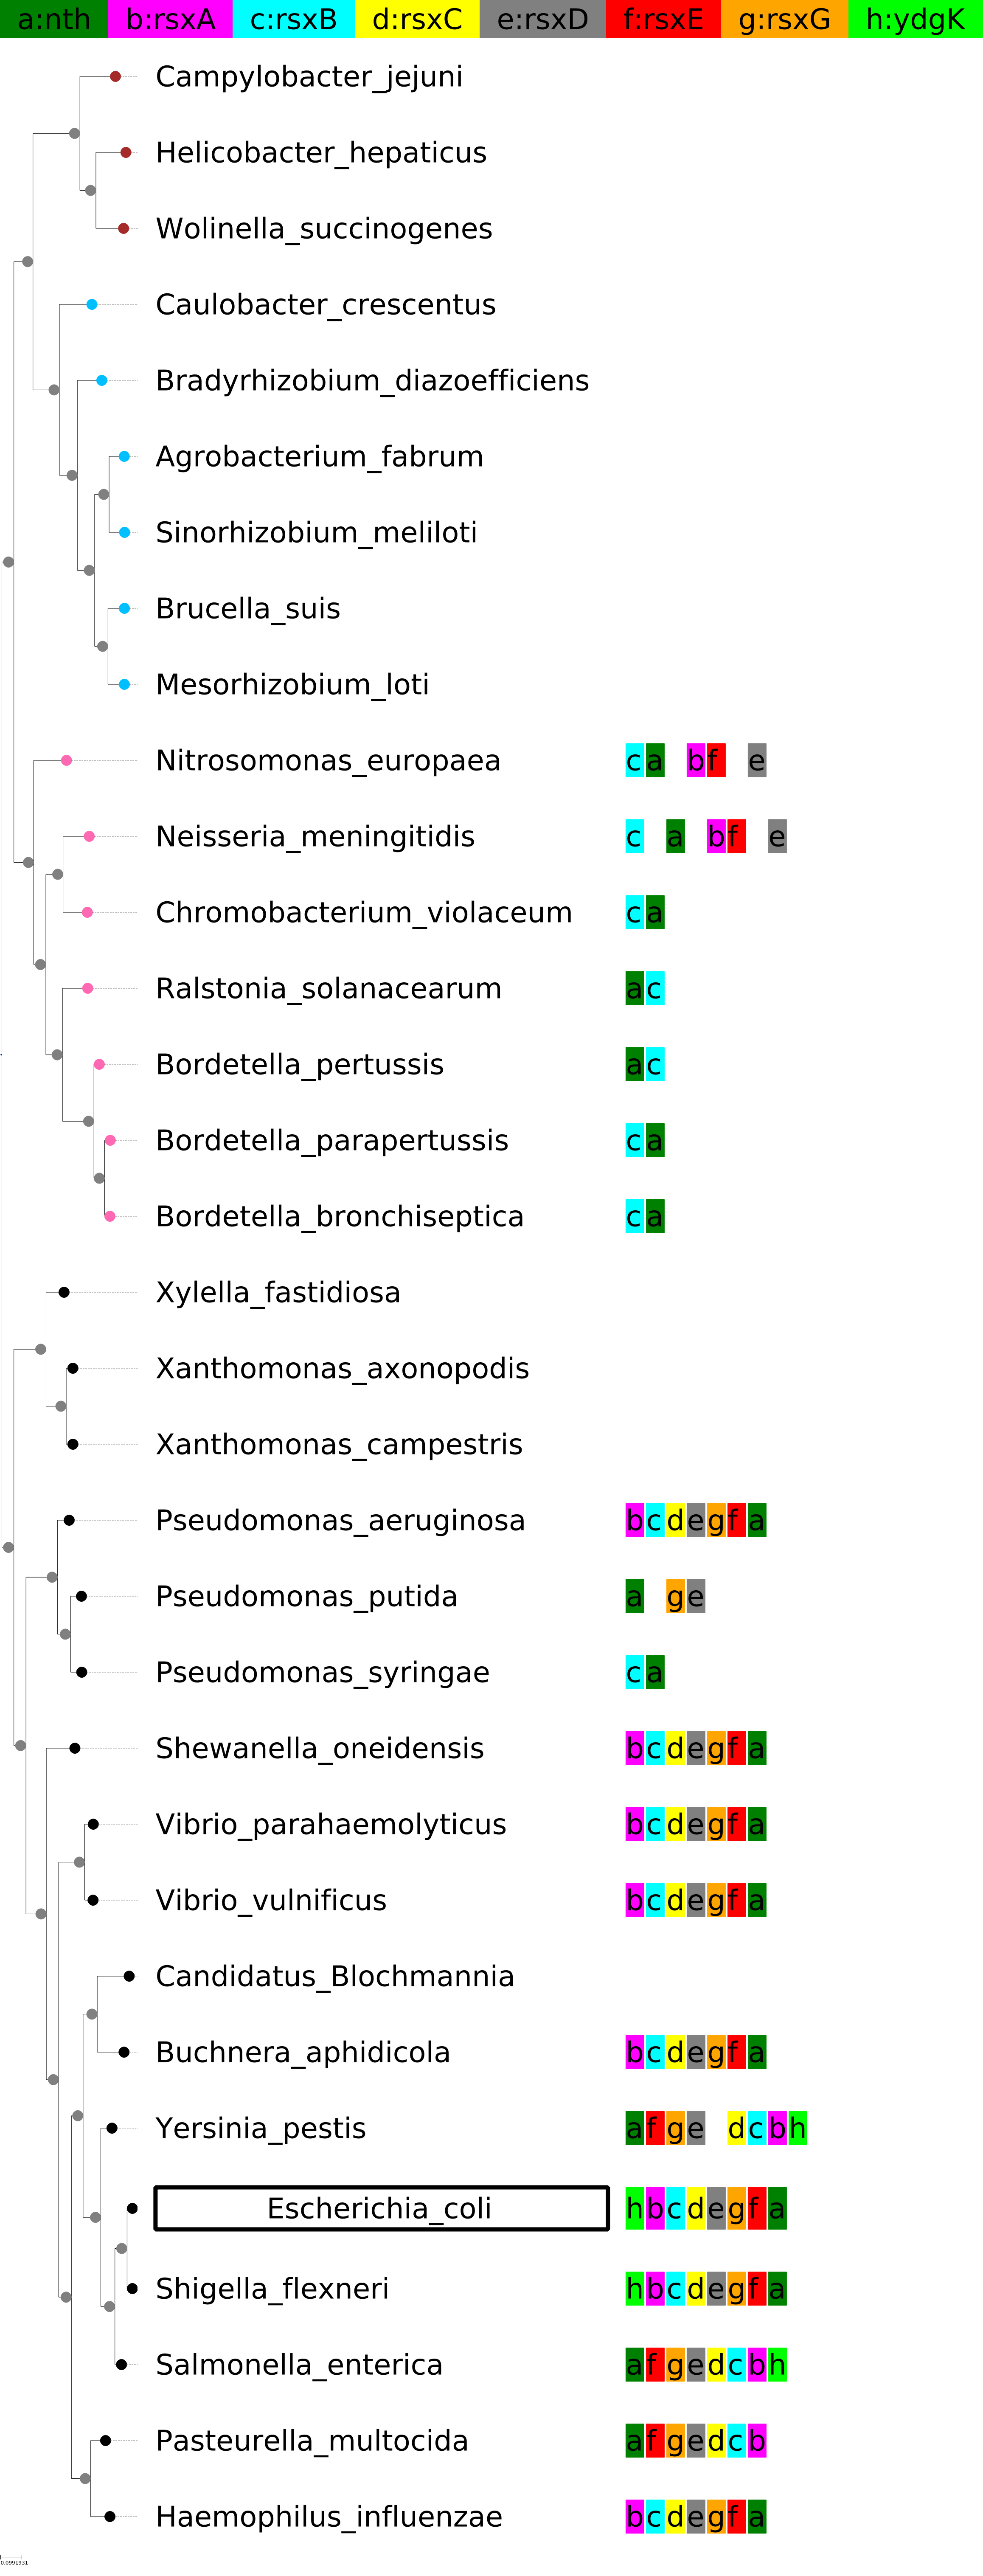 a:nth b:rsxA c:rsxB d:rsxC e:rsxD f:rsxE g:rsxG h:ydgK
Campylobacter_jejuni
Helicobacter_hepaticus
Wolinella_succinogenes
Caulobacter_crescentus
Bradyrhizobium_diazoefficiens
Agrobacterium_fabrum
Sinorhizobium_meliloti
Brucella_suis
Mesorhizobium_loti
Nitrosomonas_europaea c a b f e
Neisseria_meningitidis c a b f e
Chromobacterium_violaceum c a
Ralstonia_solanacearum a c
Bordetella_pertussis a c
Bordetella_parapertussis c a
Bordetella_bronchiseptica c a
Xylella_fastidiosa
Xanthomonas_axonopodis
Xanthomonas_campestris
Pseudomonas_aeruginosa b c d e g f a
Pseudomonas_putida a g e
Pseudomonas_syringae c a
Shewanella_oneidensis b c d e g f a
Vibrio_parahaemolyticus b c d e g f a
Vibrio_vulnificus b c d e g f a
Candidatus_Blochmannia
Buchnera_aphidicola b c d e g f a
Yersinia_pestis a f g e d c b h
Escherichia_coli h b c d e g f a
Shigella_flexneri h b c d e g f a
Salmonella_enterica a f g e d c b h
Pasteurella_multocida a f g e d c b
Haemophilus_influenzae b c d e g f a
0.0991931